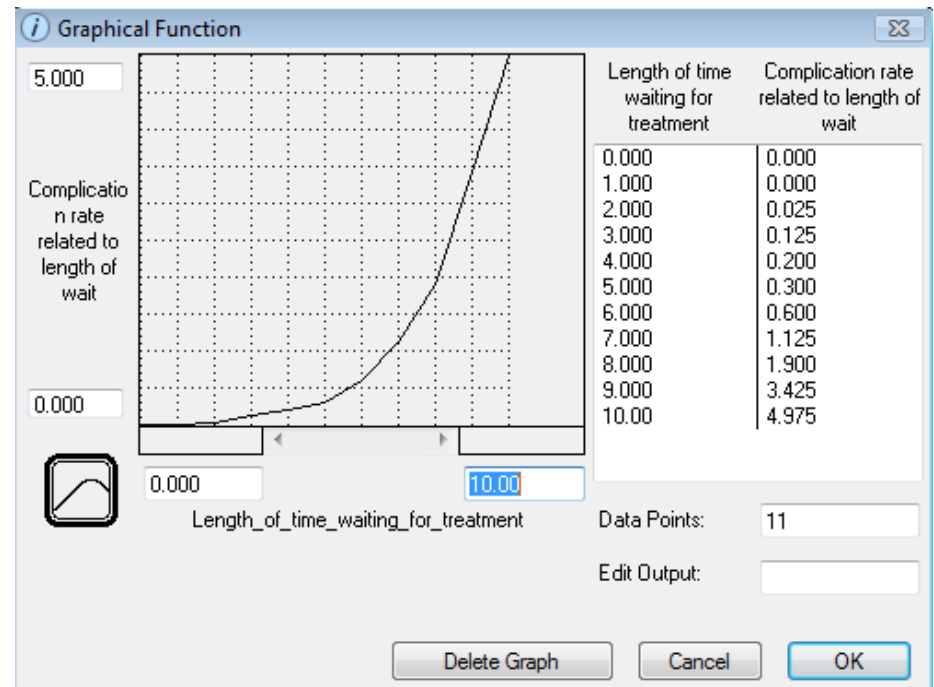 Graphical Function
5.000
Complicatio
n rate
related to
length of
wait
0.000
0.000
10.00
Length_of_time_waiting_for_treatment
Length of time
waiting for
treatment
Complication rate
related to length of
wait
0.000 0.000
1.000 0.000
2.000 0.025
3.000 0.125
4.000 0.200
5.000 0.300
6.000 0.600
7.000 1.125
8.000 1.900
9.000 3.425
10.00 4.975
Data Points: 11
Edit Output:
Delete Graph
Cancel
OK